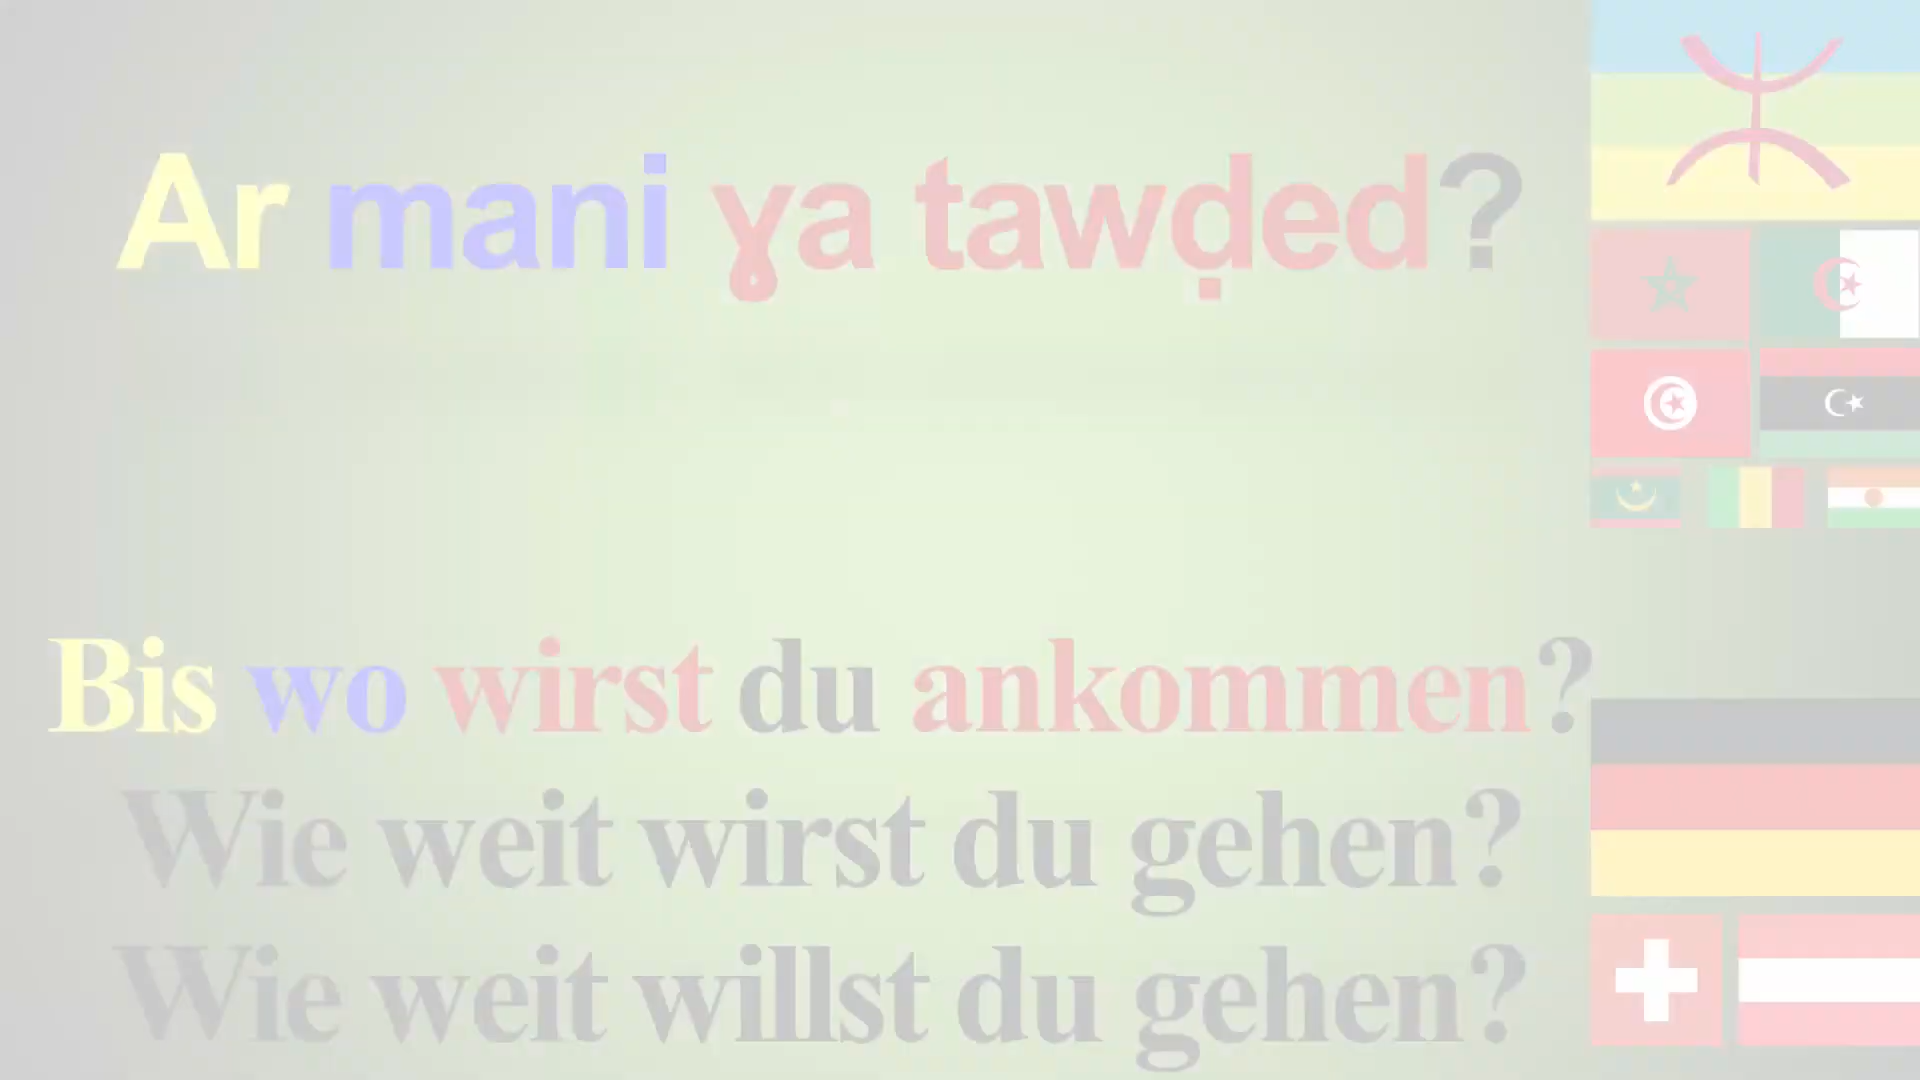 Ar mani ɣa tawḍed?
Bis wo wirst du ankommen?
Wie weit wirst du gehen?
Wie weit willst du gehen?